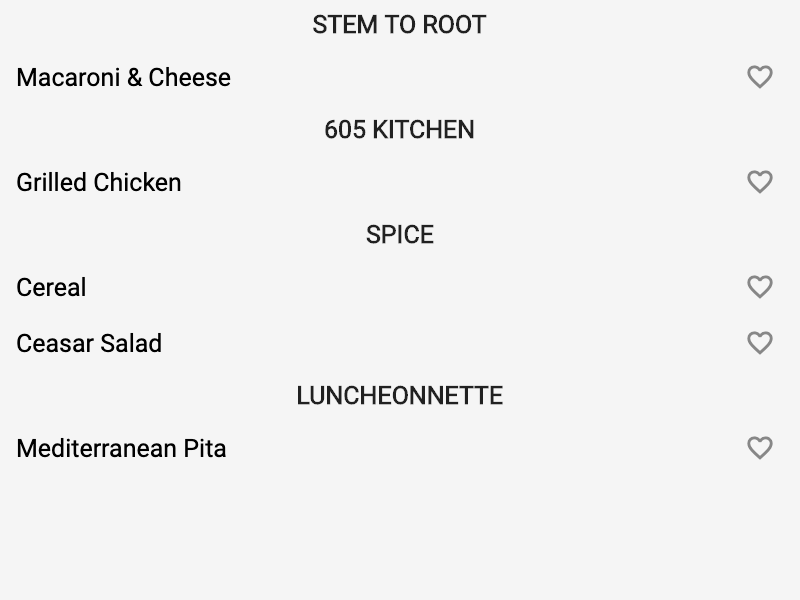 STEM TO ROOT
Macaroni & Cheese
605 KITCHEN
Grilled Chicken
SPICE
Cereal
Ceasar Salad
LUNCHEONNETTE
Mediterranean Pita